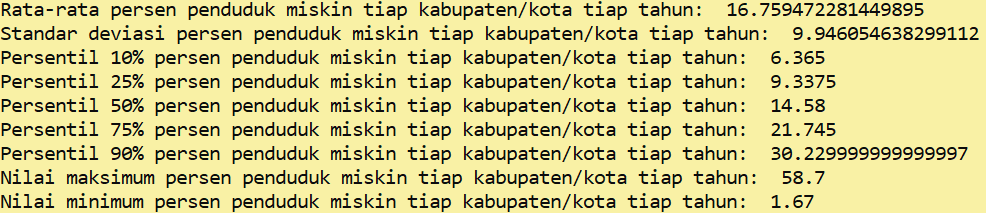 Rata-rata persen penduduk miskin tiap kabupaten/kota tiap tahun:  16.759472281449895
Standar deviasi persen penduduk miskin tiap kabupaten/kota tiap tahun:  9.946054638299112
Persentil 10% persen penduduk miskin tiap kabupaten/kota tiap tahun:  6.365
Persentil 25% persen penduduk miskin tiap kabupaten/kota tiap tahun:  9.3375
Persentil 50% persen penduduk miskin tiap kabupaten/kota tiap tahun:  14.58
Persentil 75% persen penduduk miskin tiap kabupaten/kota tiap tahun:  21.745
Persentil 90% persen penduduk miskin tiap kabupaten/kota tiap tahun:  30.229999999999997
Nilai maksimum persen penduduk miskin tiap kabupaten/kota tiap tahun:  58.7
Nilai minimum persen penduduk miskin tiap kabupaten/kota tiap tahun:  1.67